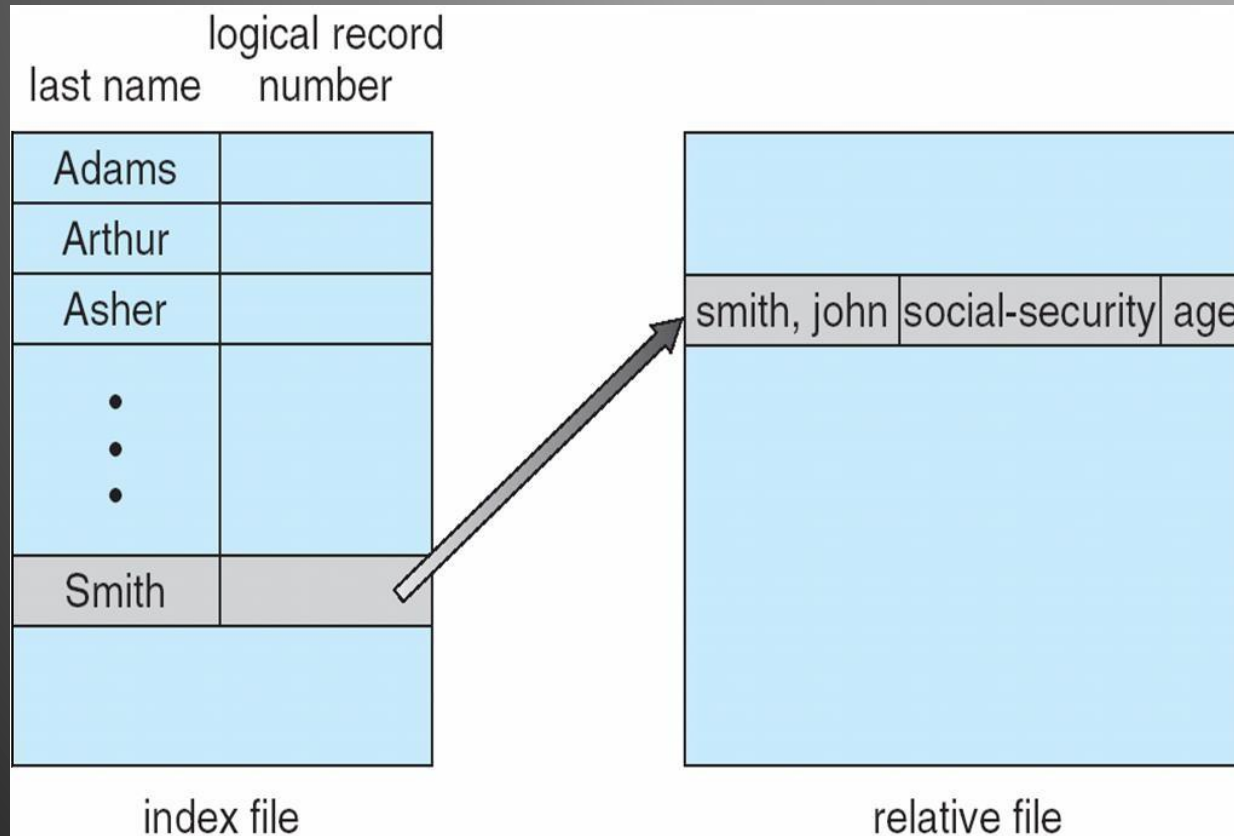 logical record
last name number
Adams
Arthur
Asher
Smith
smith, john social-security age
index file relative file